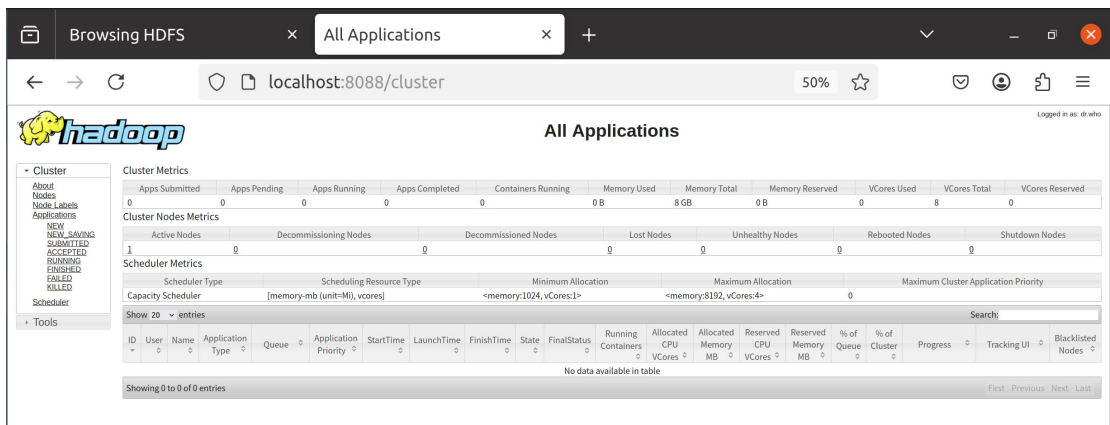 Browsing HDFS
All Applications
localhost:8088/cluster
50%
hadoop
All Applications
Logged in as: dr.who
Cluster
About
Nodes
Node Labels
Applications
NEW
NEW_SAVING
SUBMITTED
ACCEPTED
RUNNING
FINISHED
FAILED
KILLED
Scheduler
Tools
Cluster Metrics
Apps Submitted Apps Pending Apps Running Apps Completed Containers Running Memory Used Memory Total Memory Reserved VCores Used VCores Total VCores Reserved
0 0 0 0 0 0 B 8 GB 0 B 0 8 0
Cluster Nodes Metrics
Active Nodes Decommissioning Nodes Decommissioned Nodes Lost Nodes Unhealthy Nodes Rebooted Nodes Shutdown Nodes
1 0 0 0 0 0 0
Scheduler Metrics
Scheduler Type Scheduling Resource Type Minimum Allocation Maximum Allocation Maximum Cluster Application Priority
Capacity Scheduler [memory-mb (unit=Mi), vcores] <memory:1024, vCores:1> <memory:8192, vCores:4> 0
Show 20 entries Search:
ID User Name Application Type Queue Application Priority StartTime LaunchTime FinishTime State FinalStatus Running Containers Allocated CPU VCores Allocated Memory MB Reserved CPU VCores Reserved Memory MB % of Queue % of Cluster Progress Tracking UI Blacklisted Nodes
No data available in table
Showing 0 to 0 of 0 entries First Previous Next Last